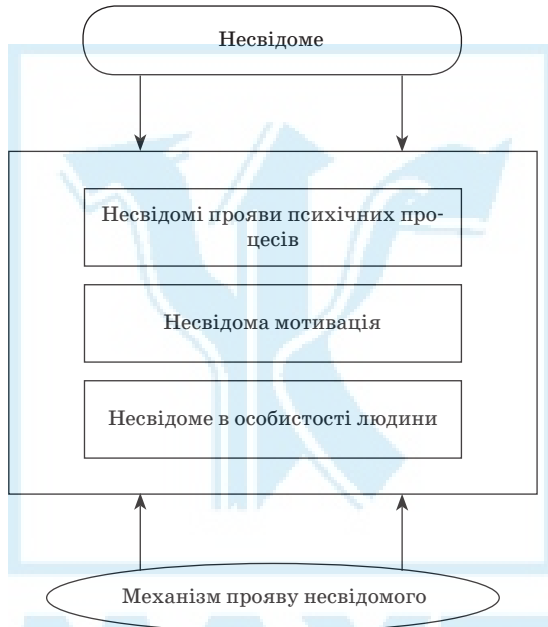 Несвідоме
Несвідомі прояви психічних про-
цесів
Несвідома мотивація
Несвідоме в особистості людини
Механізм прояву несвідомого